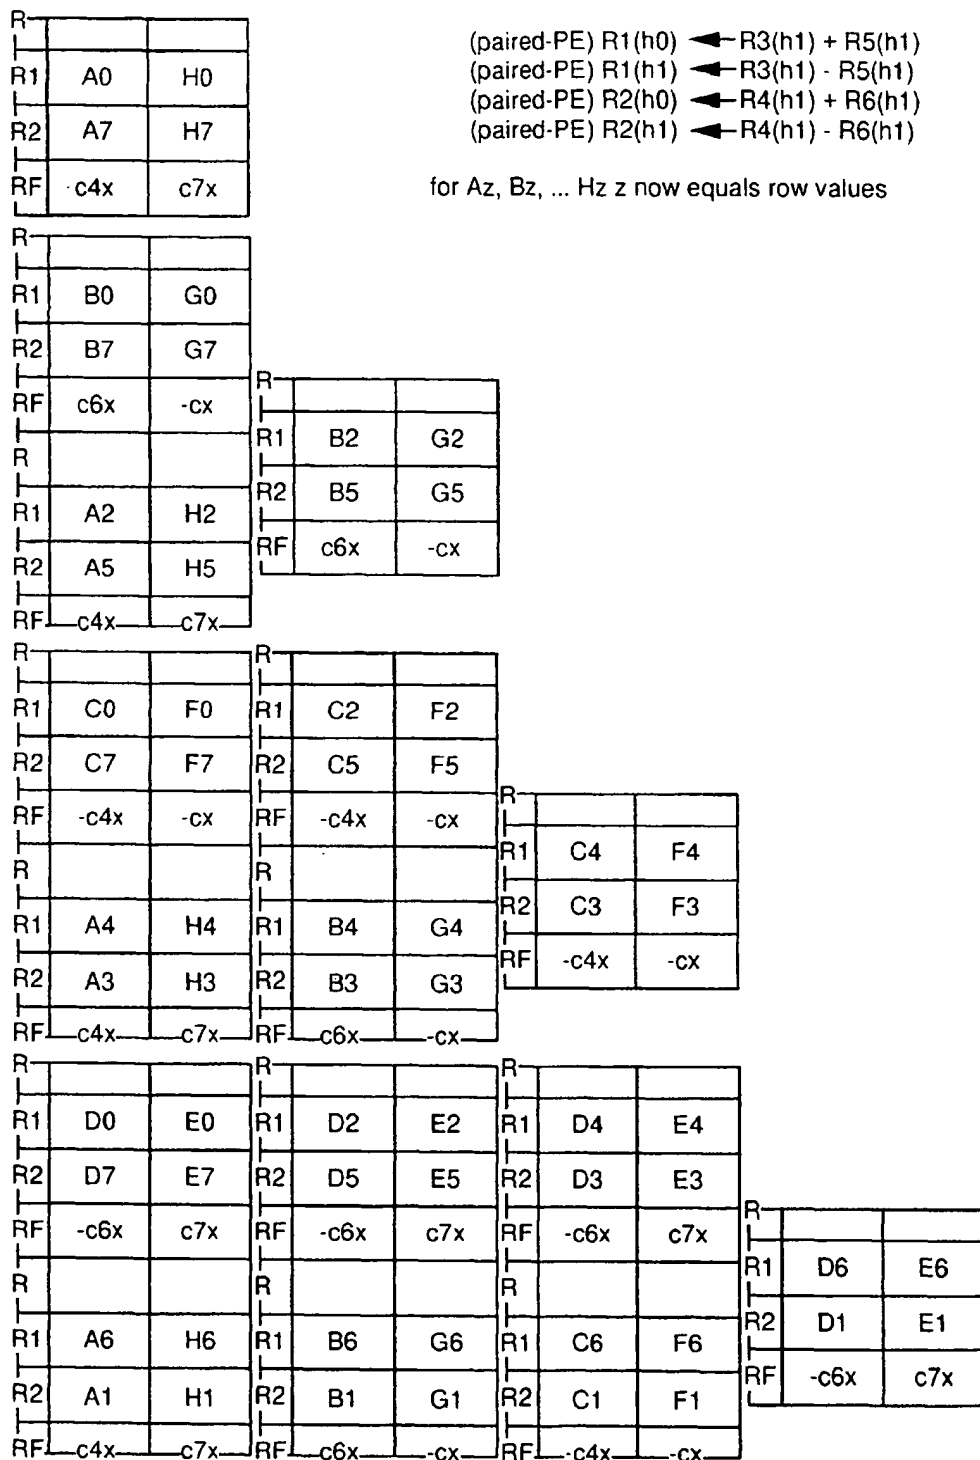 (paired-PE) R1(h0) ◄ R3(h1) + R5(h1)
(paired-PE) R1(h1) ◄ R3(h1) - R5(h1)
(paired-PE) R2(h0) ◄ R4(h1) + R6(h1)
(paired-PE) R2(h1) ◄ R4(h1) - R6(h1)
for Az, Bz, ... Hz z now equals row values
R
R1 A0 H0
R2 A7 H7
RF c4x c7x
R
R1 B0 G0
R2 B7 G7
RF c6x -cx
R
R1 A2 H2
R2 A5 H5
RF c4x c7x
R
R1 B2 G2
R2 B5 G5
RF c6x -cx
R
R1 C0 F0
R2 C7 F7
RF -c4x -cx
R
R1 A4 H4
R2 A3 H3
RF c4x c7x
R
R1 C2 F2
R2 C5 F5
RF -c4x -cx
R
R1 B4 G4
R2 B3 G3
RF c6x -cx
R
R1 C4 F4
R2 C3 F3
RF -c4x -cx
R
R1 D0 E0
R2 D7 E7
RF -c6x c7x
R
R1 A6 H6
R2 A1 H1
RF c4x c7x
R
R1 D2 E2
R2 D5 E5
RF -c6x c7x
R
R1 B6 G6
R2 B1 G1
RF c6x -cx
R
R1 D4 E4
R2 D3 E3
RF -c6x c7x
R
R1 C6 F6
R2 C1 F1
RF -c4x -cx
R
R1 D6 E6
R2 D1 E1
RF -c6x c7x